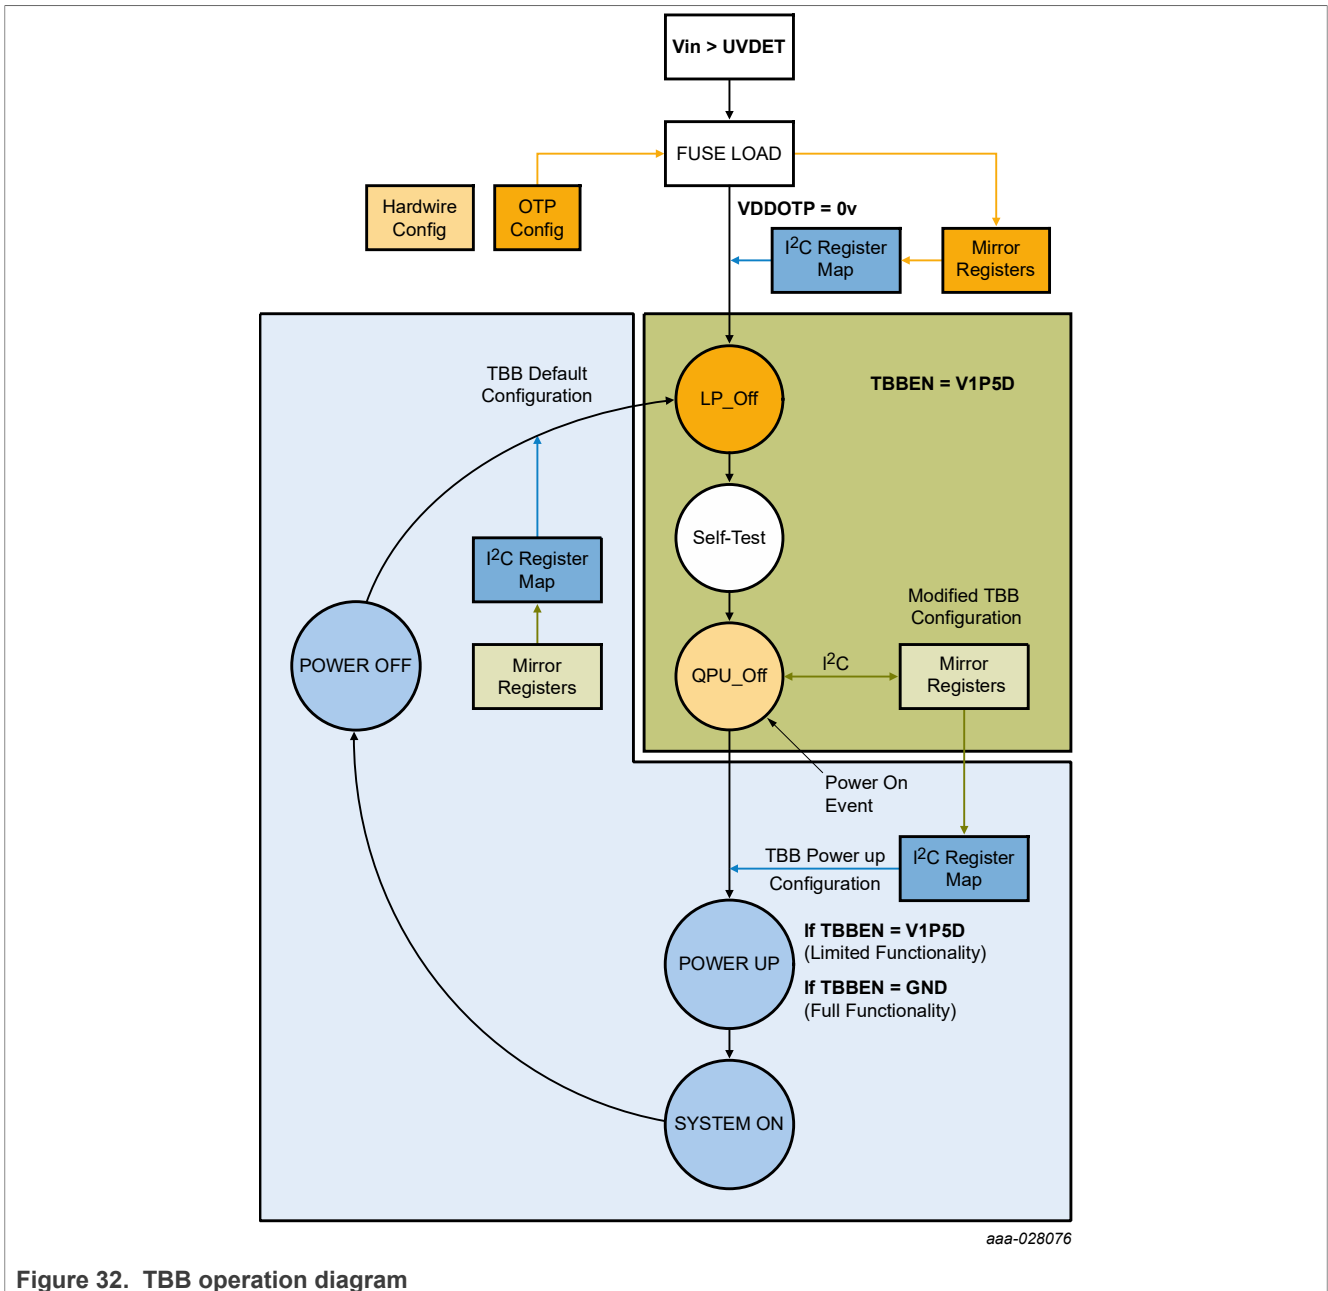 Vin > UVDET
FUSE LOAD
Hardwire
Config
OTP
Config
VDDOTP = 0v
I2C Register
Map
Mirror
Registers
TBB Default
Configuration
LP_Off
TBBEN = V1P5D
Self-Test
I2C Register
Map
Modified TBB
Configuration
POWER OFF
Mirror
Registers
QPU_Off
I2C
Mirror
Registers
Power On
Event
TBB Power up
Configuration
I2C Register
Map
POWER UP
If TBBEN = V1P5D
(Limited Functionality)
If TBBEN = GND
(Full Functionality)
SYSTEM ON
aaa-028076
Figure 32. TBB operation diagram